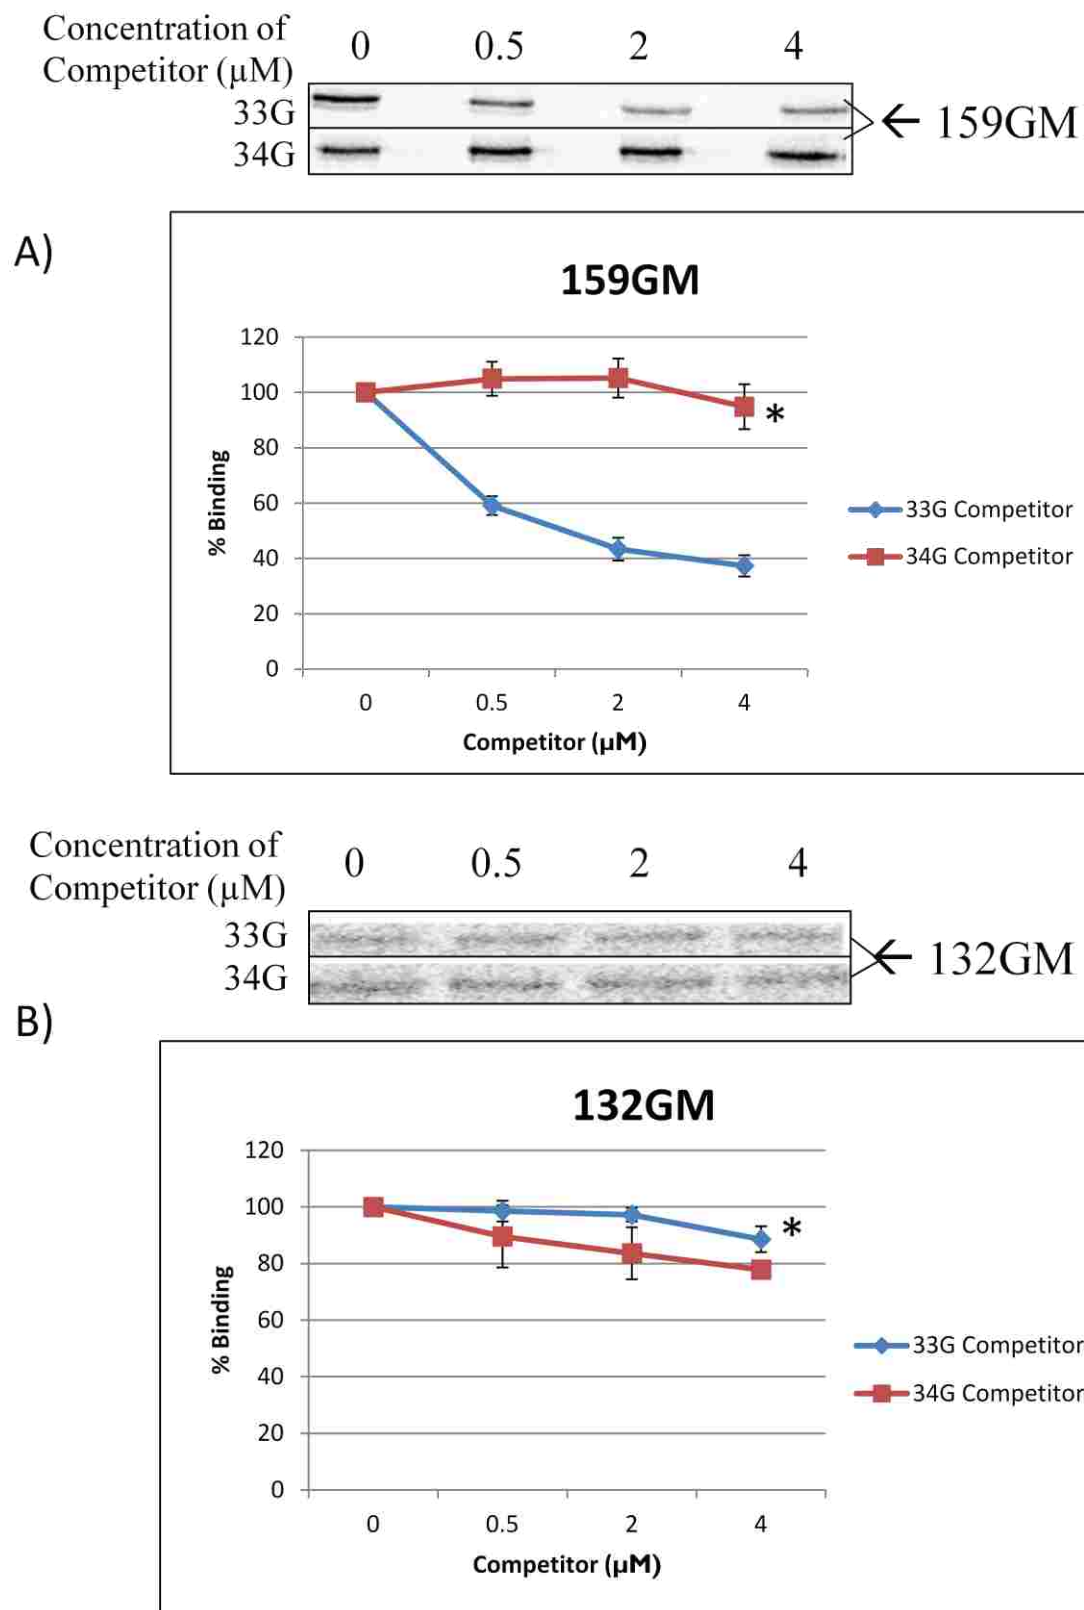 Concentration of
Competitor (µM)
0 0.5 2 4
33G
34G
← 159GM
A)
159GM
120
100
80
60
40
20
0
% Binding
*
0 0.5 2 4
Competitor (µM)
33G Competitor
34G Competitor
Concentration of
Competitor (µM)
0 0.5 2 4
33G
34G
← 132GM
B)
132GM
120
100
80
60
40
20
0
% Binding
*
0 0.5 2 4
Competitor (µM)
33G Competitor
34G Competitor